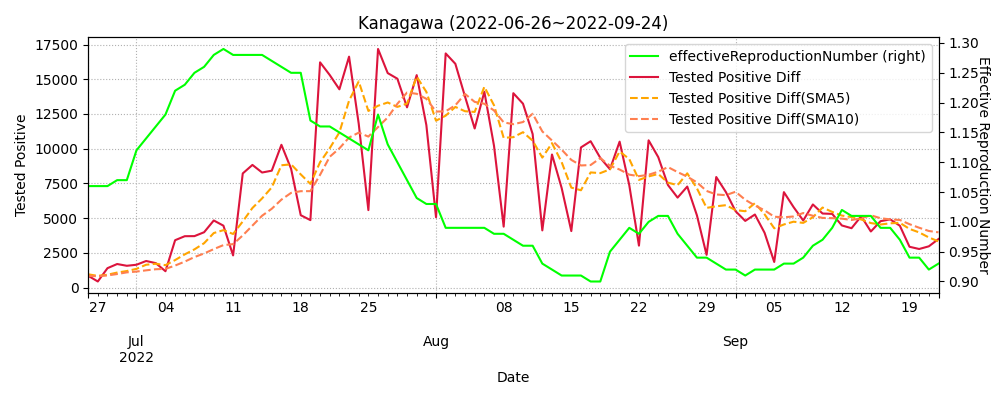 Kanagawa (2022-06-26~2022-09-24)
effectiveReproductionNumber (right)
Tested Positive Diff
Tested Positive Diff(SMA5)
Tested Positive Diff(SMA10)
Tested Positive
17500
15000
12500
10000
7500
5000
2500
0
Effective Reproduction Number
1.30
1.25
1.20
1.15
1.10
1.05
1.00
0.95
0.90
27 04 11 18 25 08 15 22 29 05 12 19
Jul Aug Sep
2022
Date